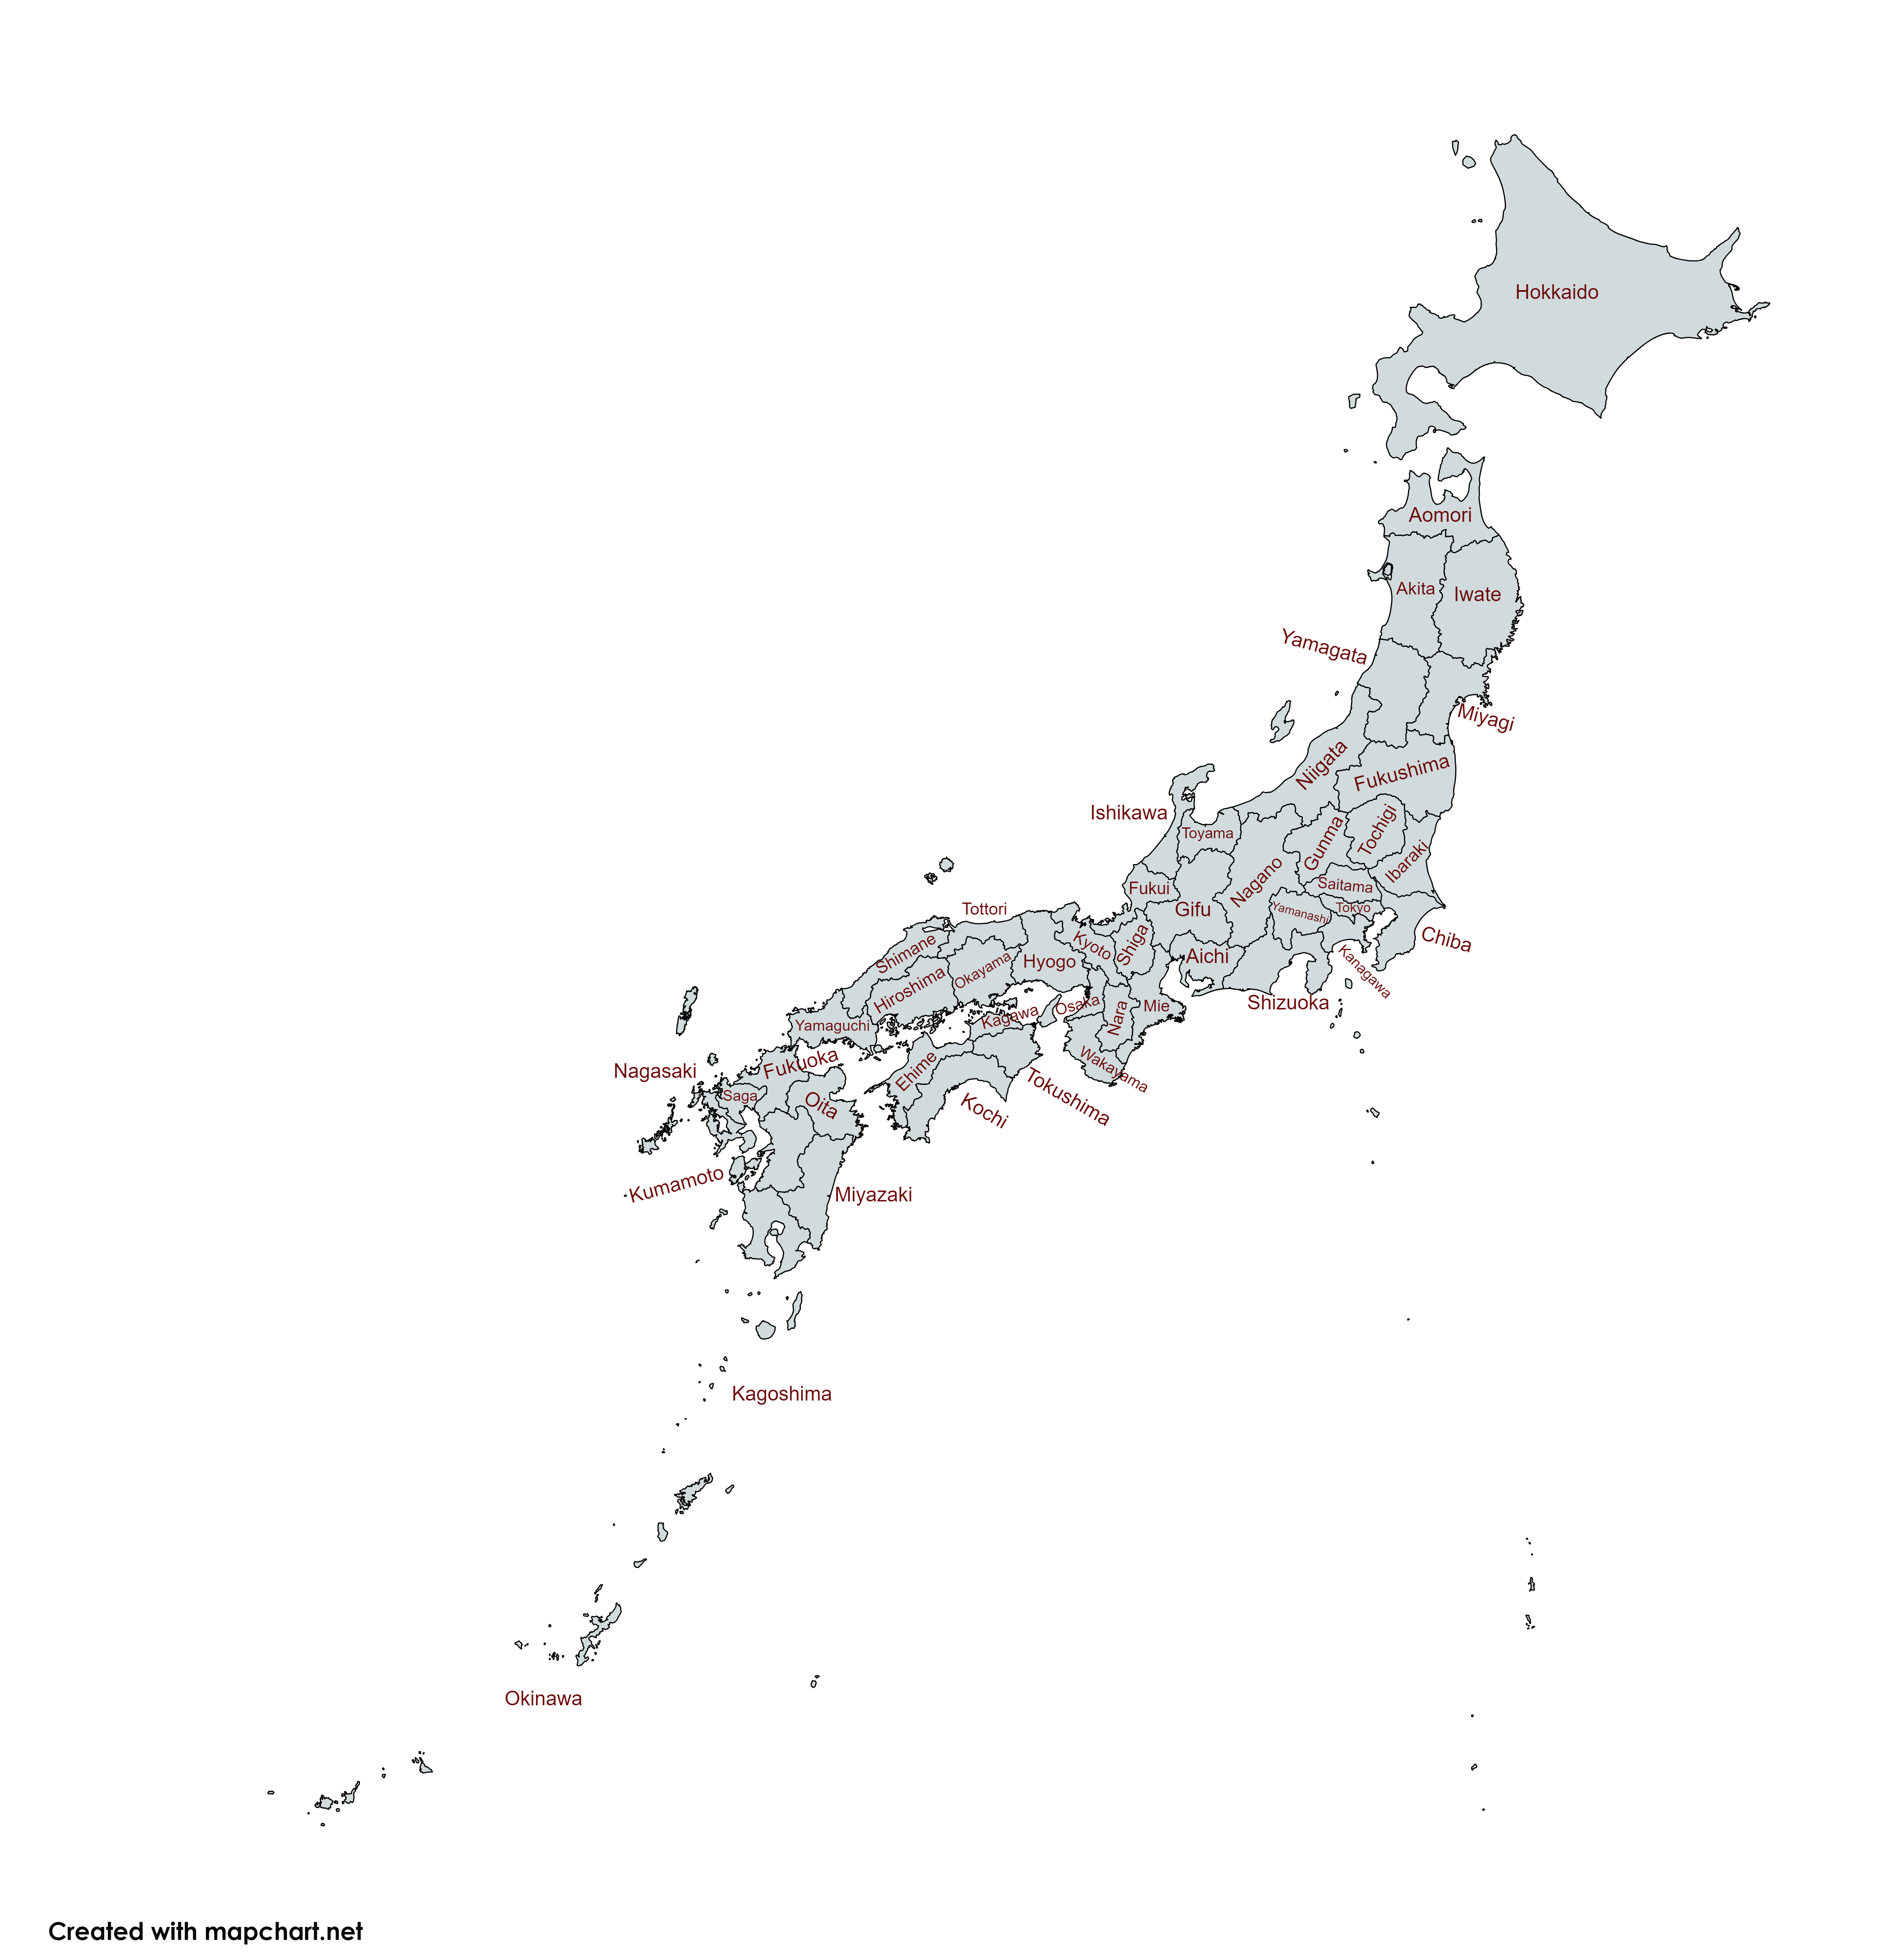 Hokkaido
Aomori
Akita
Iwate
Yamagata
Miyagi
Niigata
Fukushima
Ishikawa
Toyama
Gunma
Tochigi
Ibaraki
Nagano
Saitama
Fukui
Gifu
Yamanashi
Tokyo
Chiba
Kanagawa
Tottori
Shimane
Kyoto
Shiga
Aichi
Hyogo
Okayama
Hiroshima
Shizuoka
Osaka
Nara
Mie
Kagawa
Yamaguchi
Wakayama
Fukuoka
Nagasaki
Ehime
Tokushima
Saga
Oita
Kochi
Kumamoto
Miyazaki
Kagoshima
Okinawa
Created with mapchart.net